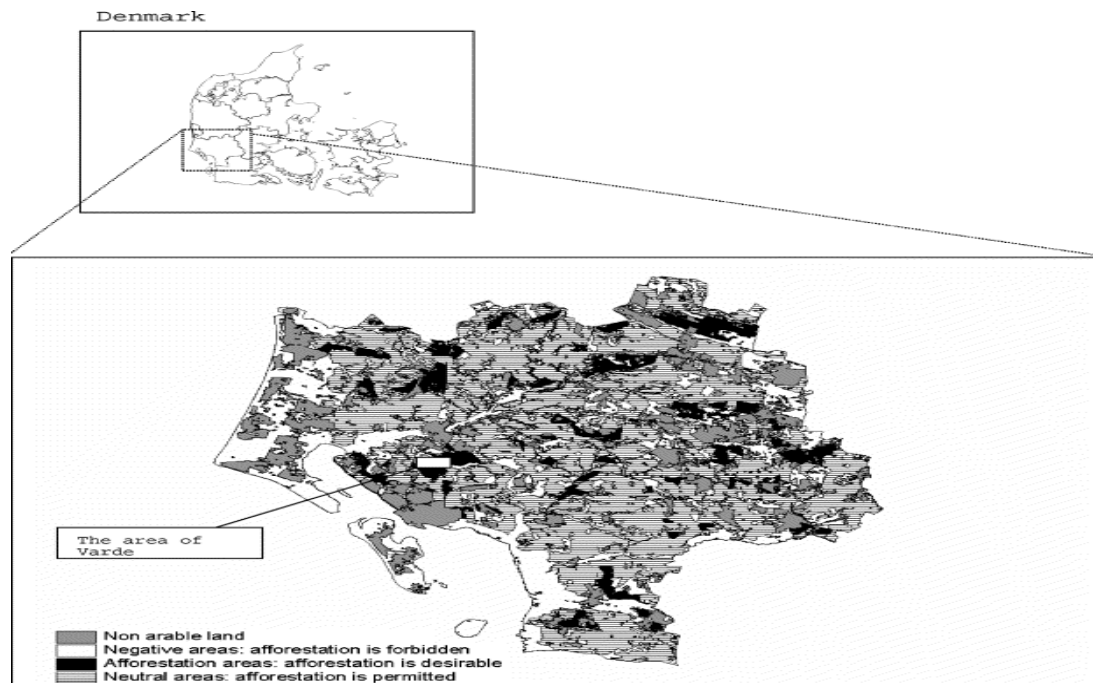 Denmark
The area of
Varde
Non arable land
Negative areas: afforestation is forbidden
Afforestation areas: afforestation is desirable
Neutral areas: afforestation is permitted